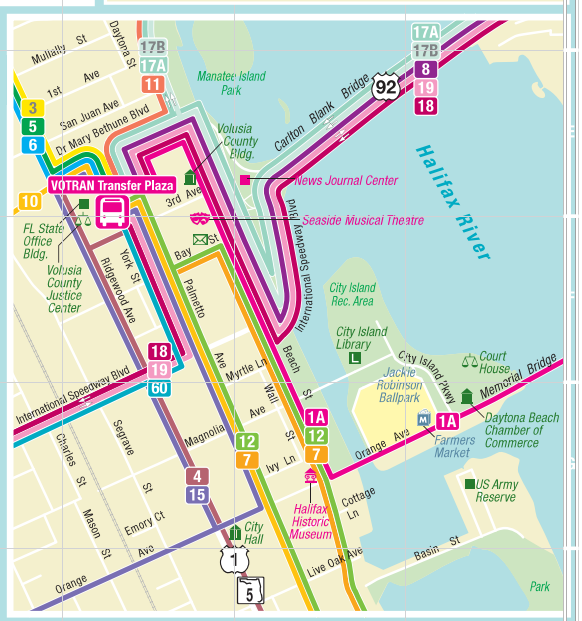 Mullally St
Daytona St
17B
17A
11
17A
17B
8
19
18
1st Ave
San Juan Ave
Dr Mary Bethune Blvd
Manatee Island
Park
92
Carlton Blank Bridge
3
5
6
10
Volusia
County
Bldg.
VOTRAN Transfer Plaza
3rd Ave
News Journal Center
Seaside Musical Theatre
Halifax River
FL State
Office
Bldg.
Volusia
County
Justice
Center
York St
Ridgewood Ave
Bay St
Palmetto
Ave
International Speedway Blvd
City Island
Rec. Area
City Island
Library
L
Beach
St
City Island Pkwy
Court
House
Memorial Bridge
Jackie
Robinson
Ballpark
18
19
60
International Speedway Blvd
Myrtle Ln
Wall
St
1A
12
7
1A
Daytona Beach
Chamber of
Commerce
M
Farmers
Market
Orange Ave
Magnolia Ave
12
7
Ivy Ln
Charles St
Segrave
St
4
15
Halifax
Historic
Museum
Cottage
Ln
US Army
Reserve
Mason
St
Emory Ct
City
Hall
1
5
Orange Ave
Live Oak Ave
Basin St
Park